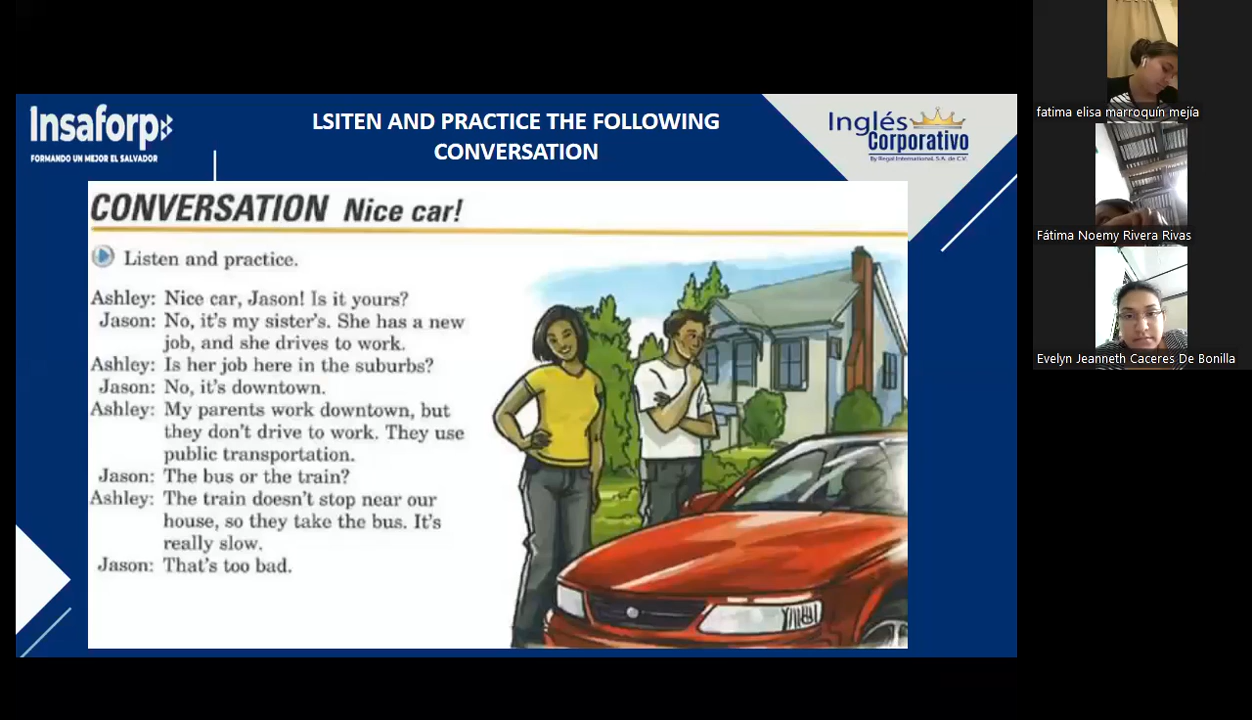 Insaforp
FORMANDO UN MEJOR EL SALVADOR
LSITEN AND PRACTICE THE FOLLOWING
CONVERSATION
Inglés
Corporativo
By Regal International, S.A. de C.V.
CONVERSATION Nice car!
Listen and practice.
Ashley: Nice car, Jason! Is it yours?
Jason: No, it's my sister's. She has a new
job, and she drives to work.
Ashley: Is her job here in the suburbs?
Jason: No, it's downtown.
Ashley: My parents work downtown, but
they don't drive to work. They use
public transportation.
Jason: The bus or the train?
Ashley: The train doesn't stop near our
house, so they take the bus. It's
really slow.
Jason: That's too bad.
fatima elisa marroquín mejía
Fátima Noemy Rivera Rivas
Evelyn Jeanneth Caceres De Bonilla